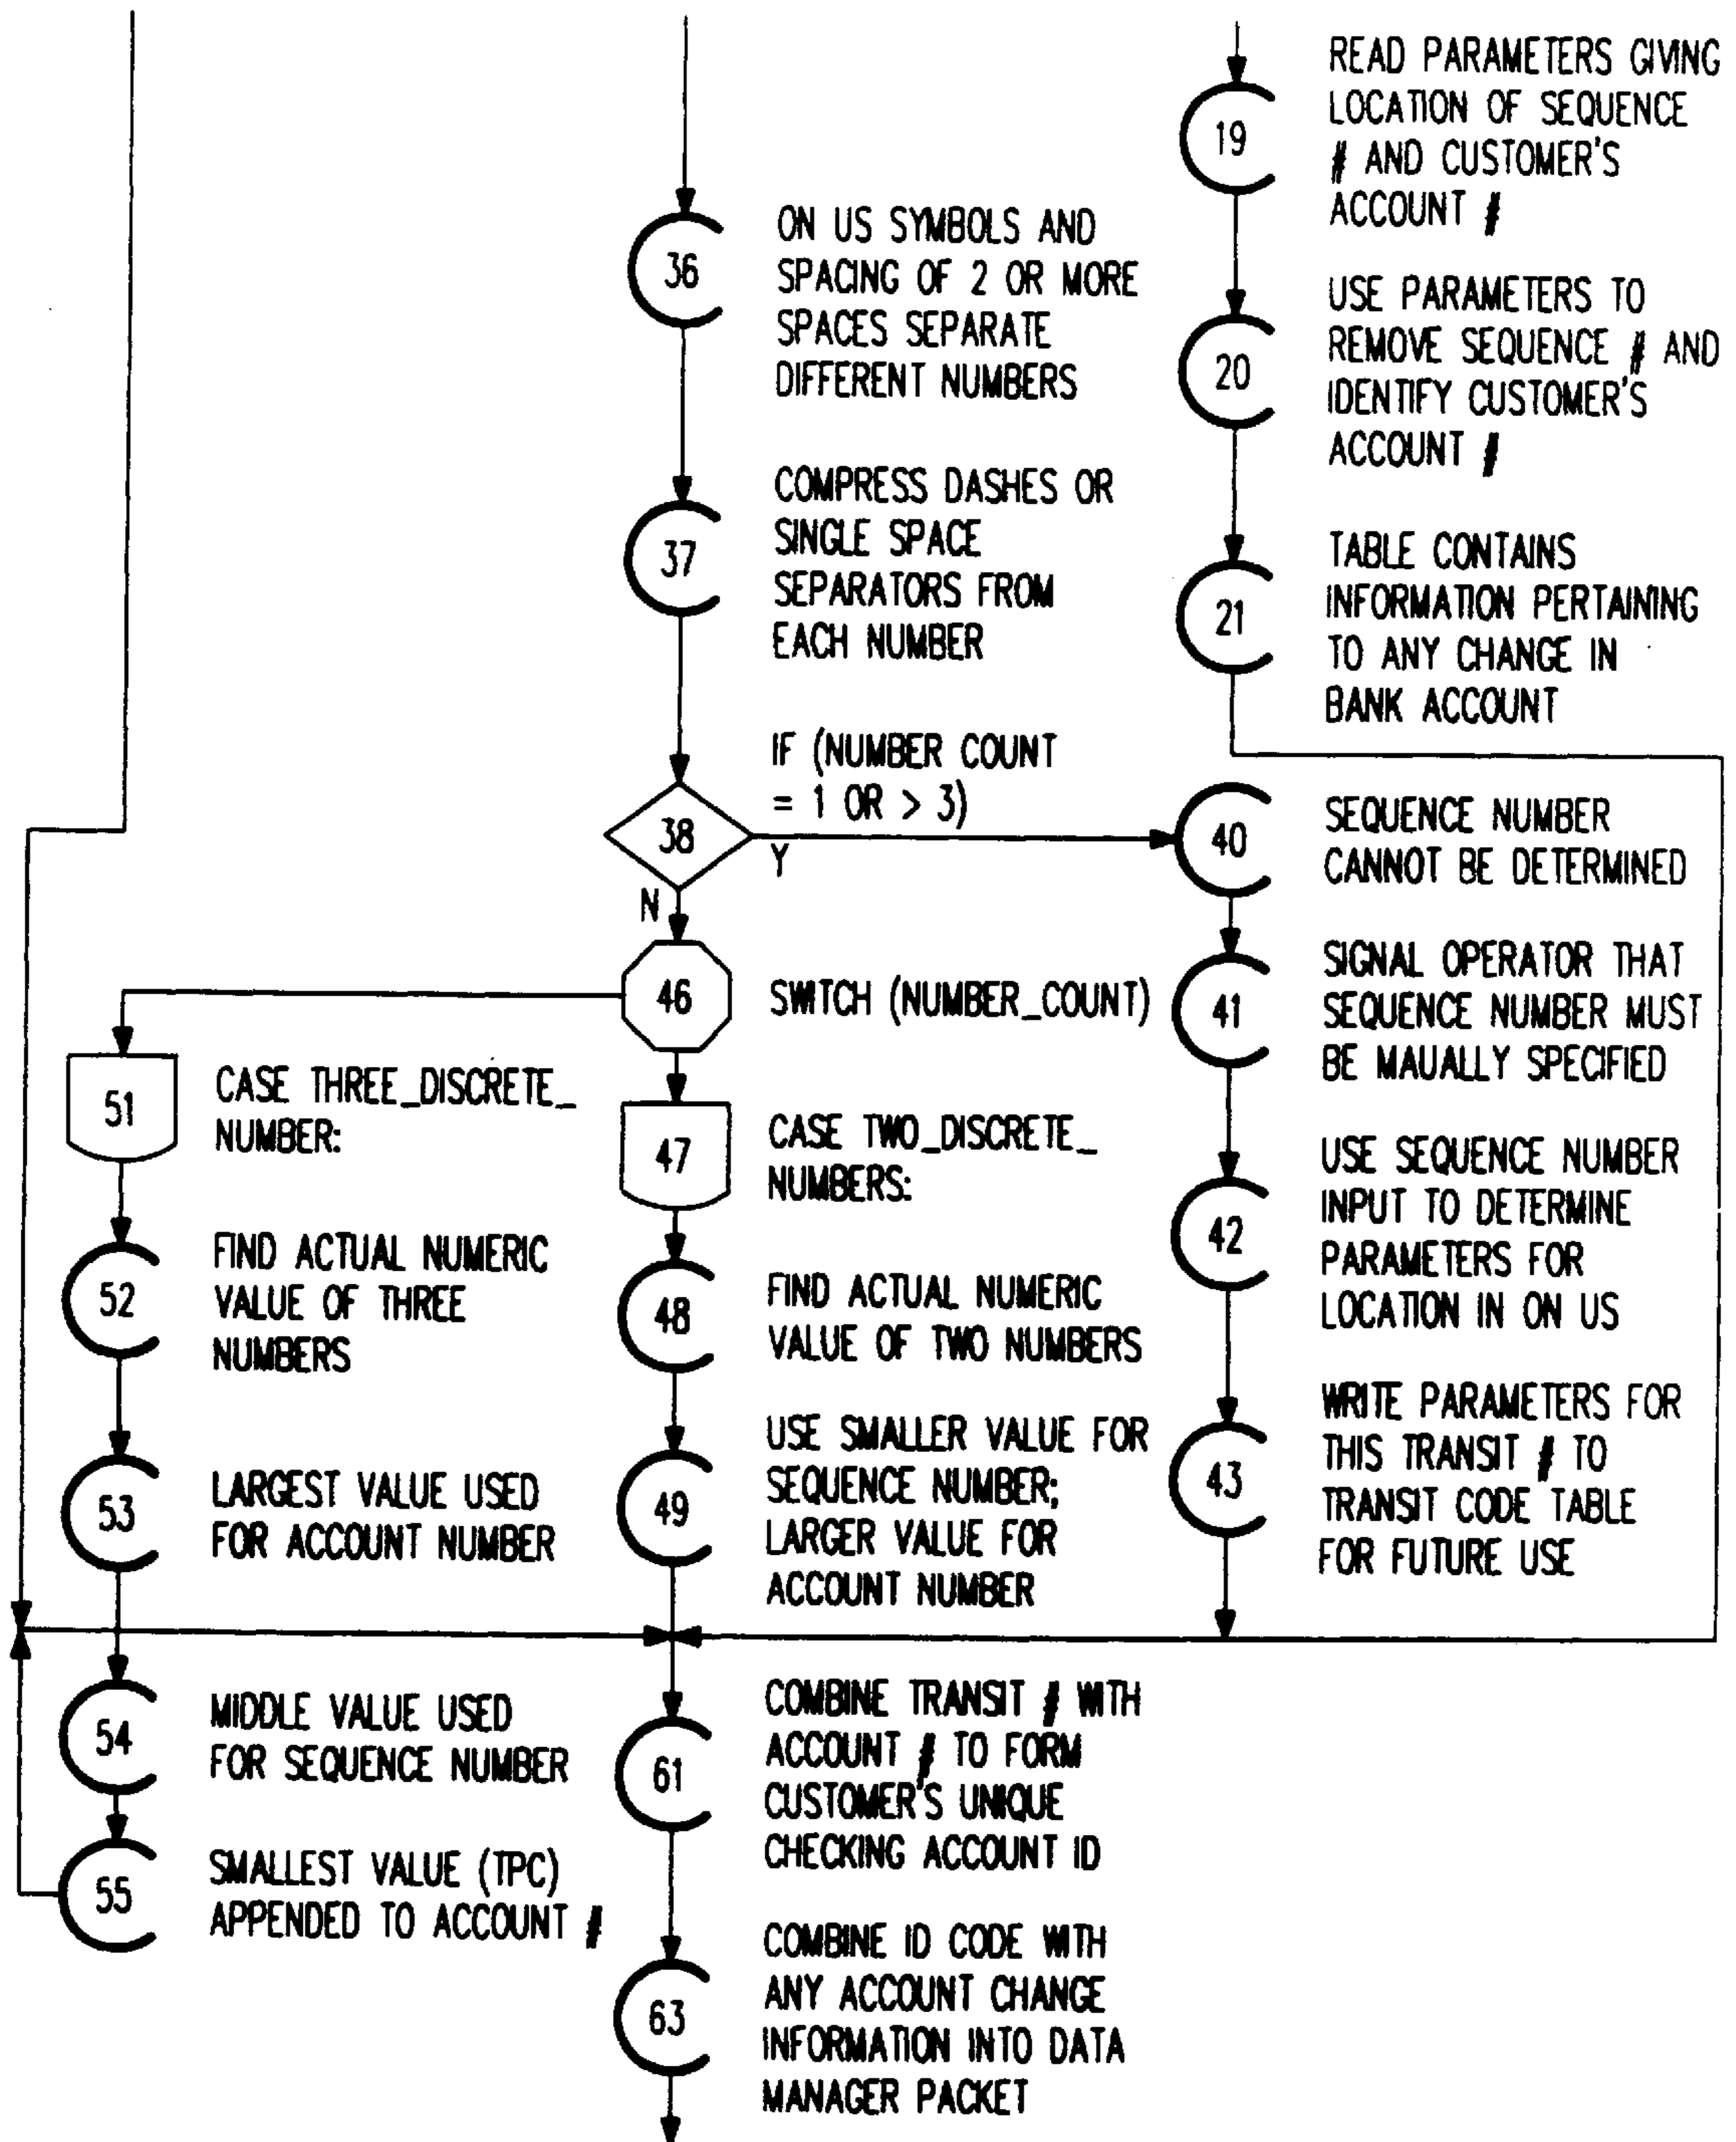 36
ON US SYMBOLS AND
SPACING OF 2 OR MORE
SPACES SEPARATE
DIFFERENT NUMBERS
37
COMPRESS DASHES OR
SINGLE SPACE
SEPARATORS FROM
EACH NUMBER
38
IF (NUMBER COUNT
= 1 OR > 3)
Y
N
46
SWITCH (NUMBER_COUNT)
51
CASE THREE_DISCRETE_
NUMBER:
52
FIND ACTUAL NUMERIC
VALUE OF THREE
NUMBERS
53
LARGEST VALUE USED
FOR ACCOUNT NUMBER
54
MIDDLE VALUE USED
FOR SEQUENCE NUMBER
55
SMALLEST VALUE (TPC)
APPENDED TO ACCOUNT #
47
CASE TWO_DISCRETE_
NUMBERS:
48
FIND ACTUAL NUMERIC
VALUE OF TWO NUMBERS
49
USE SMALLER VALUE FOR
SEQUENCE NUMBER;
LARGER VALUE FOR
ACCOUNT NUMBER
61
COMBINE TRANSIT # WITH
ACCOUNT # TO FORM
CUSTOMER'S UNIQUE
CHECKING ACCOUNT ID
63
COMBINE ID CODE WITH
ANY ACCOUNT CHANGE
INFORMATION INTO DATA
MANAGER PACKET
19
READ PARAMETERS GIVING
LOCATION OF SEQUENCE
# AND CUSTOMER'S
ACCOUNT #
20
USE PARAMETERS TO
REMOVE SEQUENCE # AND
IDENTIFY CUSTOMER'S
ACCOUNT #
21
TABLE CONTAINS
INFORMATION PERTAINING
TO ANY CHANGE IN
BANK ACCOUNT
40
SEQUENCE NUMBER
CANNOT BE DETERMINED
41
SIGNAL OPERATOR THAT
SEQUENCE NUMBER MUST
BE MAUALLY SPECIFIED
42
USE SEQUENCE NUMBER
INPUT TO DETERMINE
PARAMETERS FOR
LOCATION IN ON US
43
WRITE PARAMETERS FOR
THIS TRANSIT # TO
TRANSIT CODE TABLE
FOR FUTURE USE